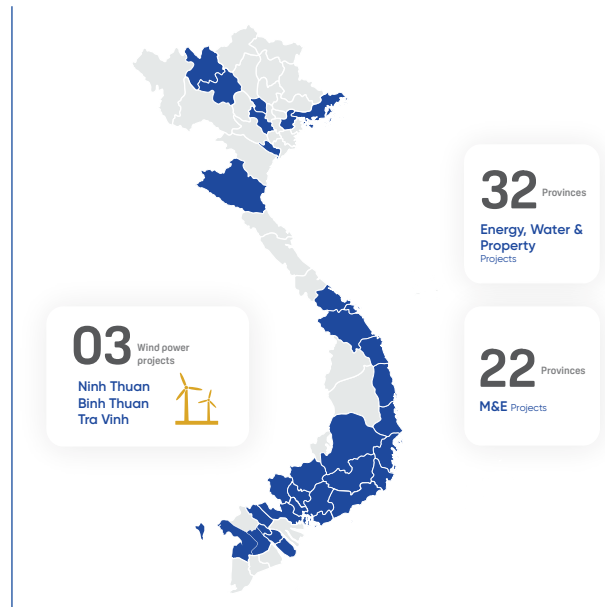 32 Provinces
Energy, Water &
Property
Projects
03 Wind power
projects
Ninh Thuan
Binh Thuan
Tra Vinh
22 Provinces
M&E Projects